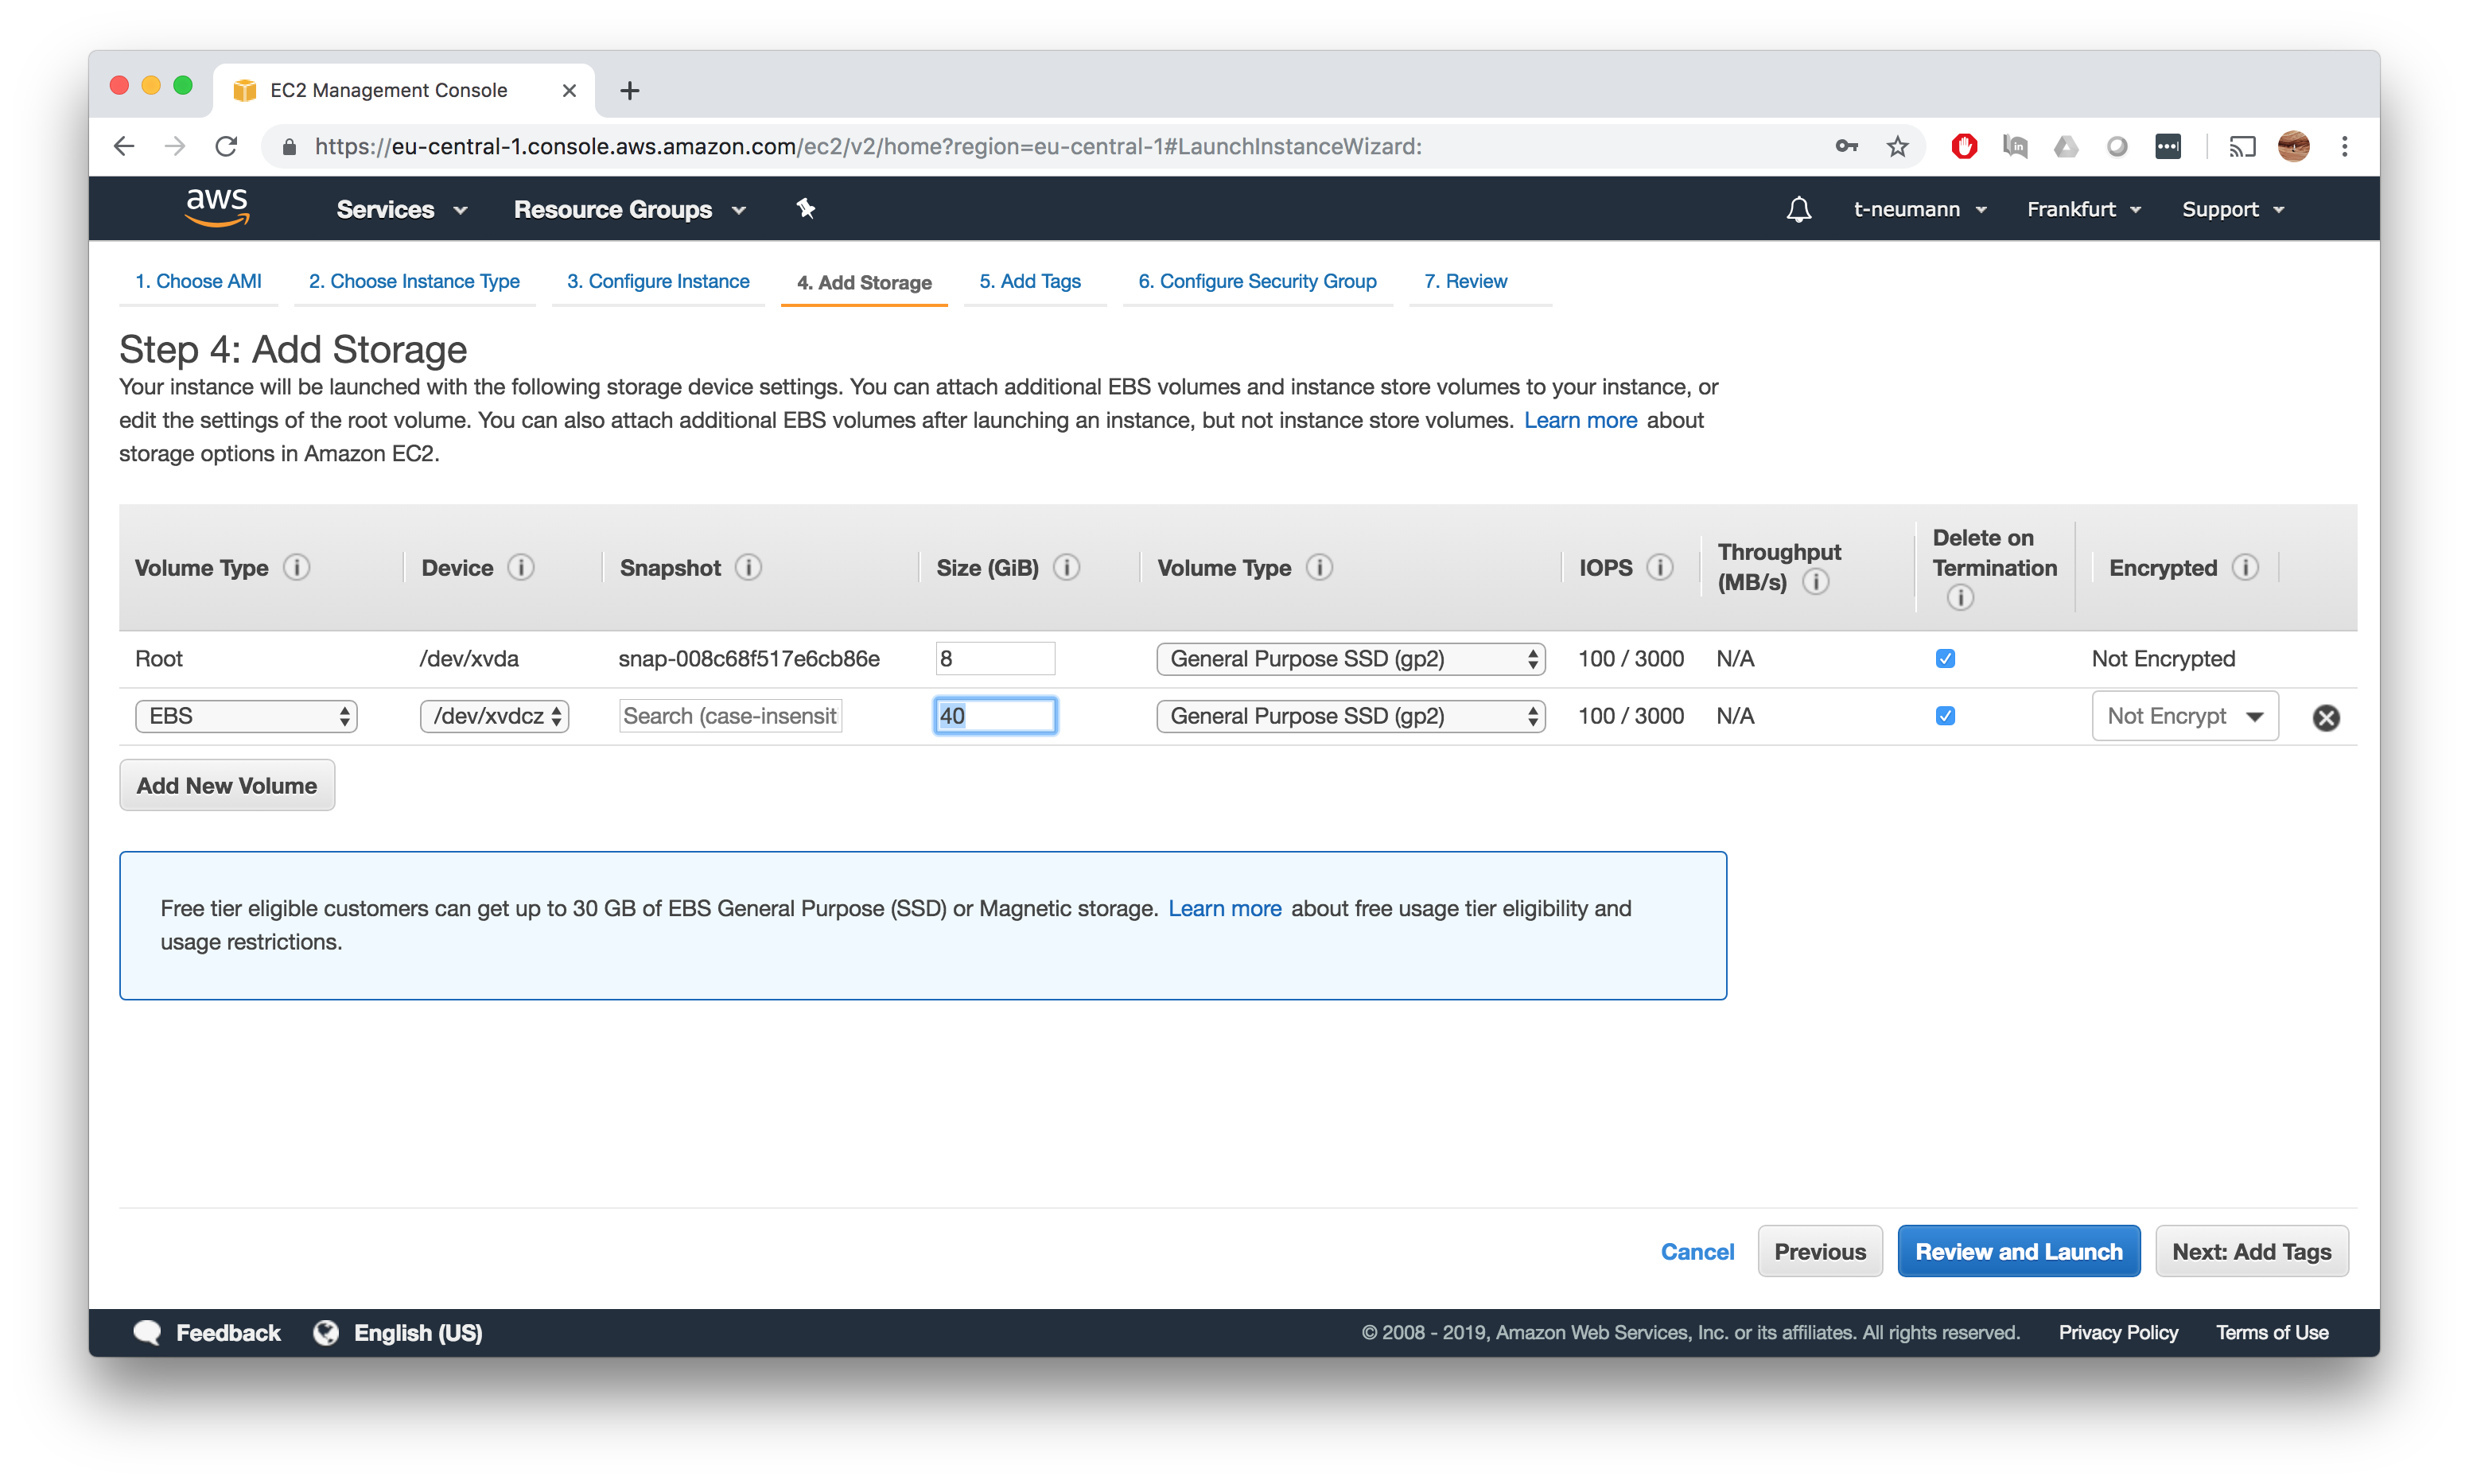 EC2 Management Console
https://eu-central-1.console.aws.amazon.com/ec2/v2/home?region=eu-central-1#LaunchInstanceWizard:
aws Services Resource Groups t-neumann Frankfurt Support
1. Choose AMI 2. Choose Instance Type 3. Configure Instance 4. Add Storage 5. Add Tags 6. Configure Security Group 7. Review
Step 4: Add Storage
Your instance will be launched with the following storage device settings. You can attach additional EBS volumes and instance store volumes to your instance, or
edit the settings of the root volume. You can also attach additional EBS volumes after launching an instance, but not instance store volumes. Learn more about
storage options in Amazon EC2.
Volume Type Device Snapshot Size (GiB) Volume Type IOPS Throughput (MB/s) Delete on Termination Encrypted
Root /dev/xvda snap-008c68f517e6cb86e 8 General Purpose SSD (gp2) 100 / 3000 N/A Not Encrypted
EBS /dev/xvdcz Search (case-insensit 40 General Purpose SSD (gp2) 100 / 3000 N/A Not Encrypt
Add New Volume
Free tier eligible customers can get up to 30 GB of EBS General Purpose (SSD) or Magnetic storage. Learn more about free usage tier eligibility and
usage restrictions.
Cancel Previous Review and Launch Next: Add Tags
Feedback English (US) © 2008 - 2019, Amazon Web Services, Inc. or its affiliates. All rights reserved. Privacy Policy Terms of Use